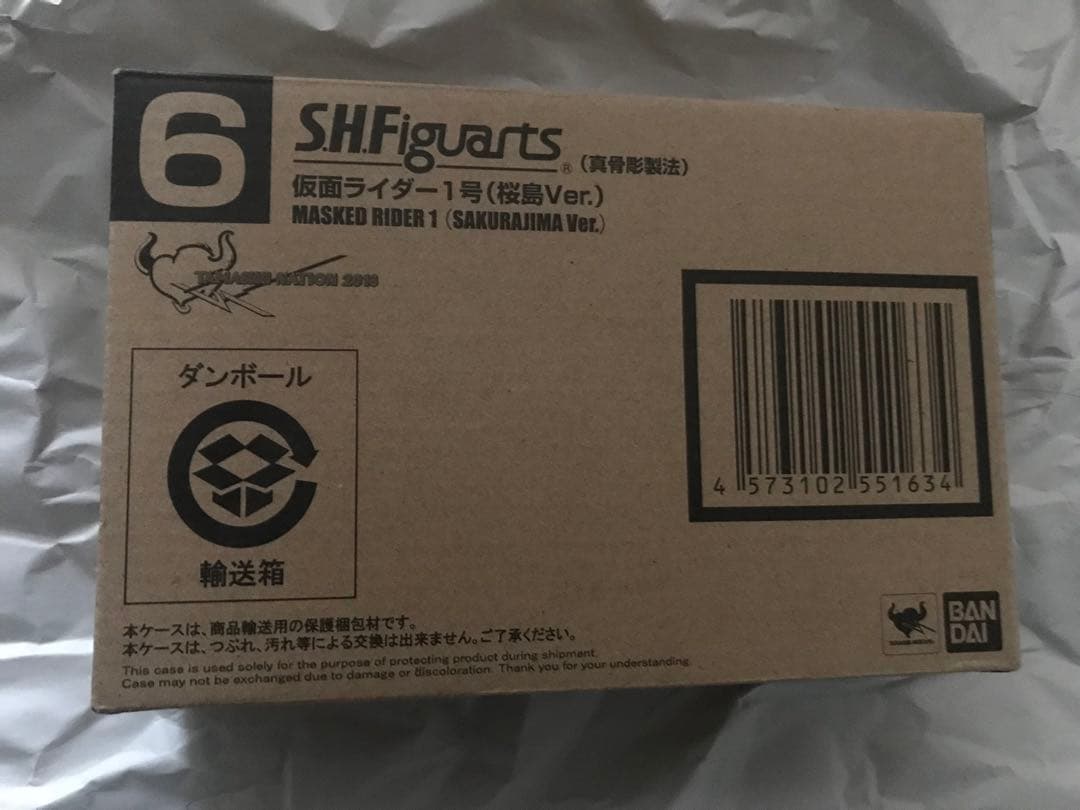 6
S.H.Figuarts® (真骨彫製法)
仮面ライダー1号(桜島Ver.)
MASKED RIDER 1 (SAKURAJIMA Ver.)
TAMASHII NATION 2018
ダンボール
輸送箱
4 573102 551634
本ケースは、商品輸送用の保護梱包材です。
本ケースは、つぶれ、汚れ等による交換は出来ません。ご了承ください。
This case is used solely for the purpose of protecting product during shipment.
Case may not be exchanged due to damage or discoloration. Thank you for your understanding.
BAN
DAI